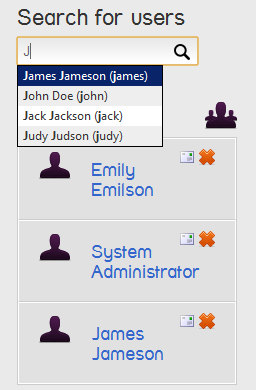 Search for users
J
James Jameson (james)
John Doe (john)
Jack Jackson (jack)
Judy Judson (judy)
Emily
Emilson
System
Administrator
James
Jameson